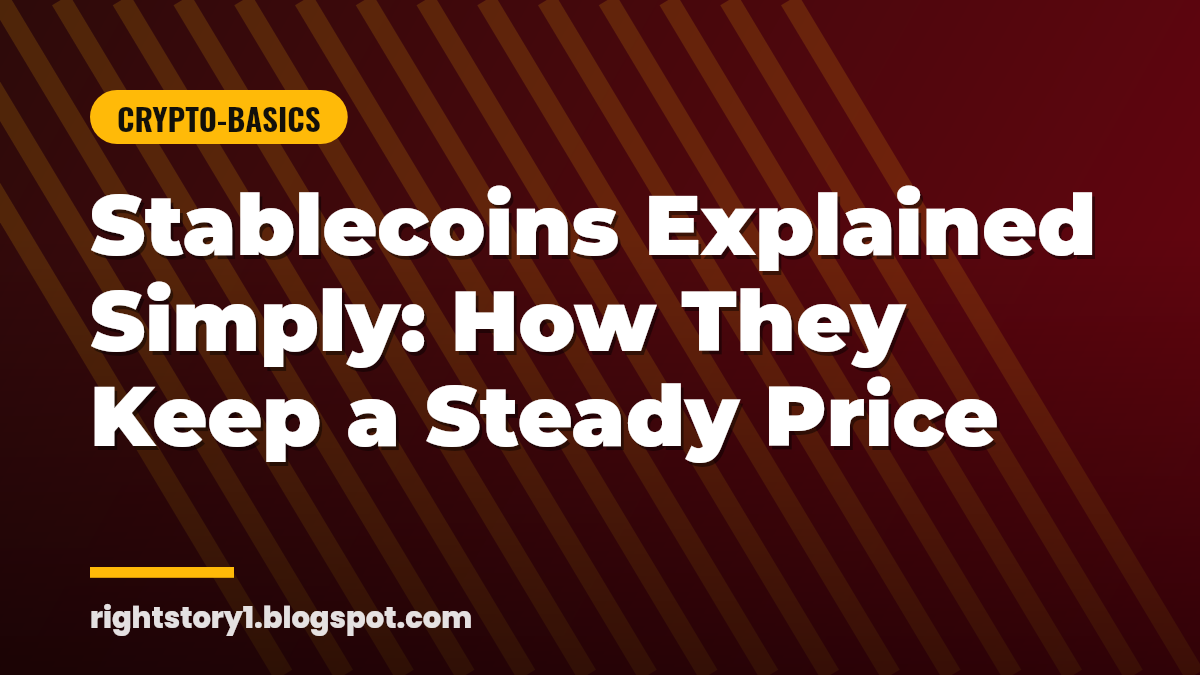 CRYPTO-BASICS
Stablecoins Explained
Simply: How They
Keep a Steady Price
rightstory1.blogspot.com